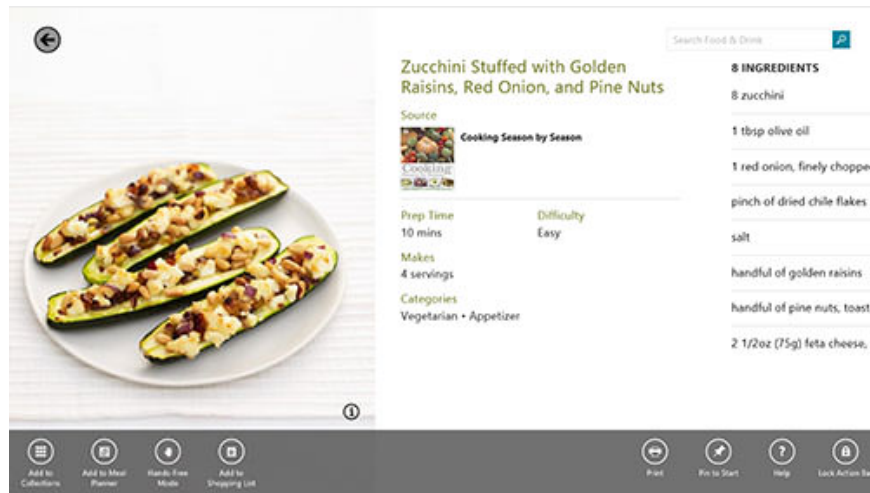 Search Food & Drink
Zucchini Stuffed with Golden
Raisins, Red Onion, and Pine Nuts
Source
Cooking Season by Season
Cooking
Prep Time
10 mins
Difficulty
Easy
Makes
4 servings
Categories
Vegetarian • Appetizer
8 INGREDIENTS
8 zucchini
1 tbsp olive oil
1 red onion, finely choppe
pinch of dried chile flakes
salt
handful of golden raisins
handful of pine nuts, toast
2 1/2oz (75g) feta cheese,
Add to
Collections
Add to Meal
Planner
Hands-Free
Mode
Add to
Shopping List
Print
Pin to Start
Help
Lock Action Ba